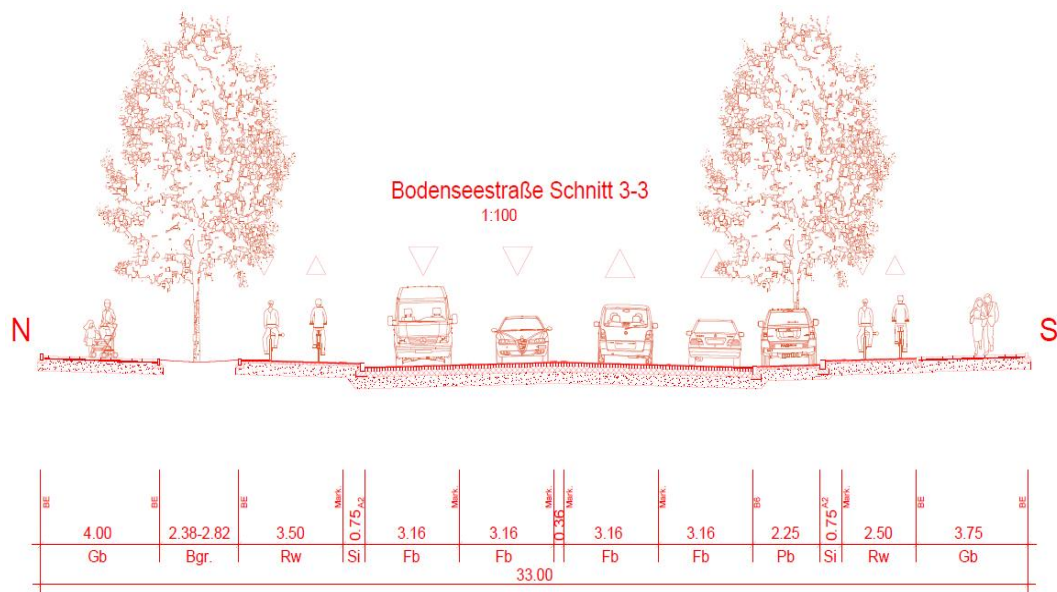 Bodenseestraße Schnitt 3-3
1:100
N
S
BE BE BE Mark. A2 Mark. Mark. Mark. Mark. B6 A2 Mark. BE BE
4.00 2.38-2.82 3.50 0.75 3.16 3.16 0.36 3.16 3.16 2.25 0.75 2.50 3.75
Gb Bgr. Rw Si Fb Fb Fb Fb Pb Si Rw Gb
33.00